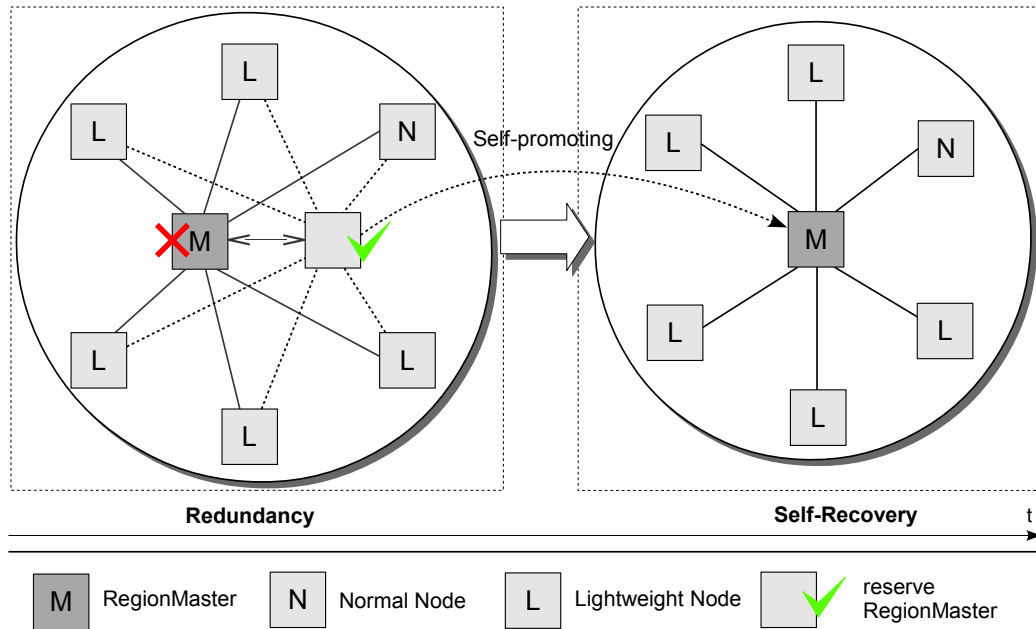 L
L
L
N
Self-promoting
L
N
M
M
L
L
L
L
L
L
Redundancy
Self-Recovery
t
M
RegionMaster
N
Normal Node
L
Lightweight Node
reserve
RegionMaster